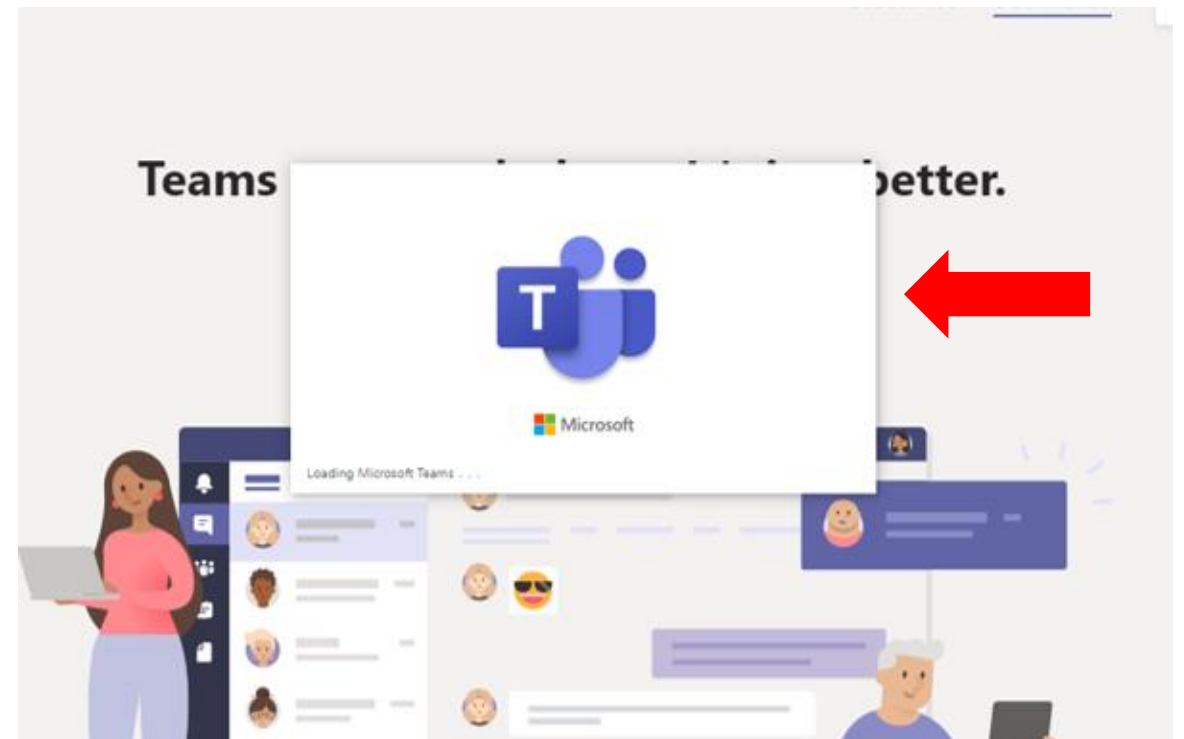 Teams
better.
T
Microsoft
Loading Microsoft Teams . . .